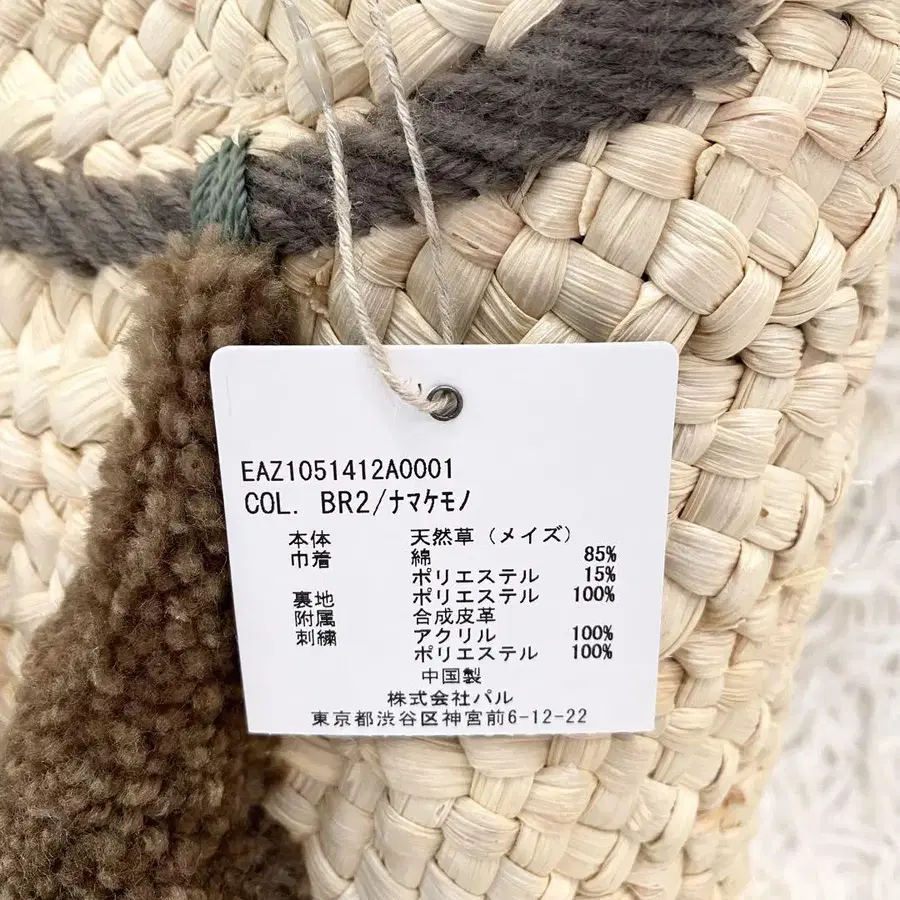 EAZ1051412A0001
COL. BR2/ナマケモノ
本体 天然草（メイズ）
巾着 綿 85%
ポリエステル 15%
裏地 ポリエステル 100%
附属 合成皮革
刺繍 アクリル 100%
ポリエステル 100%
中国製
株式会社パル
東京都渋谷区神宮前6-12-22